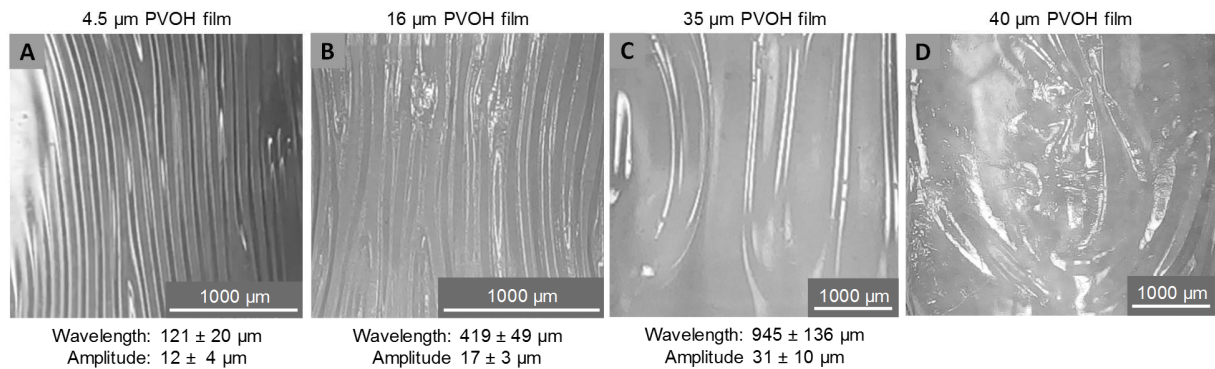 4.5 µm PVOH film
16 µm PVOH film
35 µm PVOH film
40 µm PVOH film
A
B
C
D
1000 µm
1000 µm
1000 µm
1000 µm
Wavelength: 121 ± 20 µm
Amplitude: 12 ± 4 µm
Wavelength: 419 ± 49 µm
Amplitude 17 ± 3 µm
Wavelength: 945 ± 136 µm
Amplitude: 31 ± 10 µm